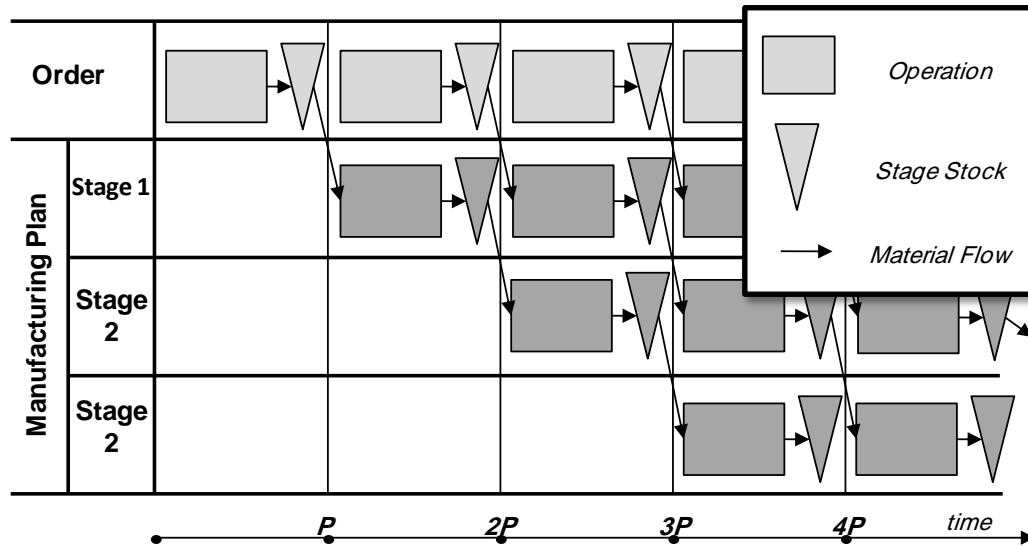 Order
Manufacturing Plan
Stage 1
Stage
2
Stage
2
Operation
Stage Stock
Material Flow
P
2P
3P
4P
time